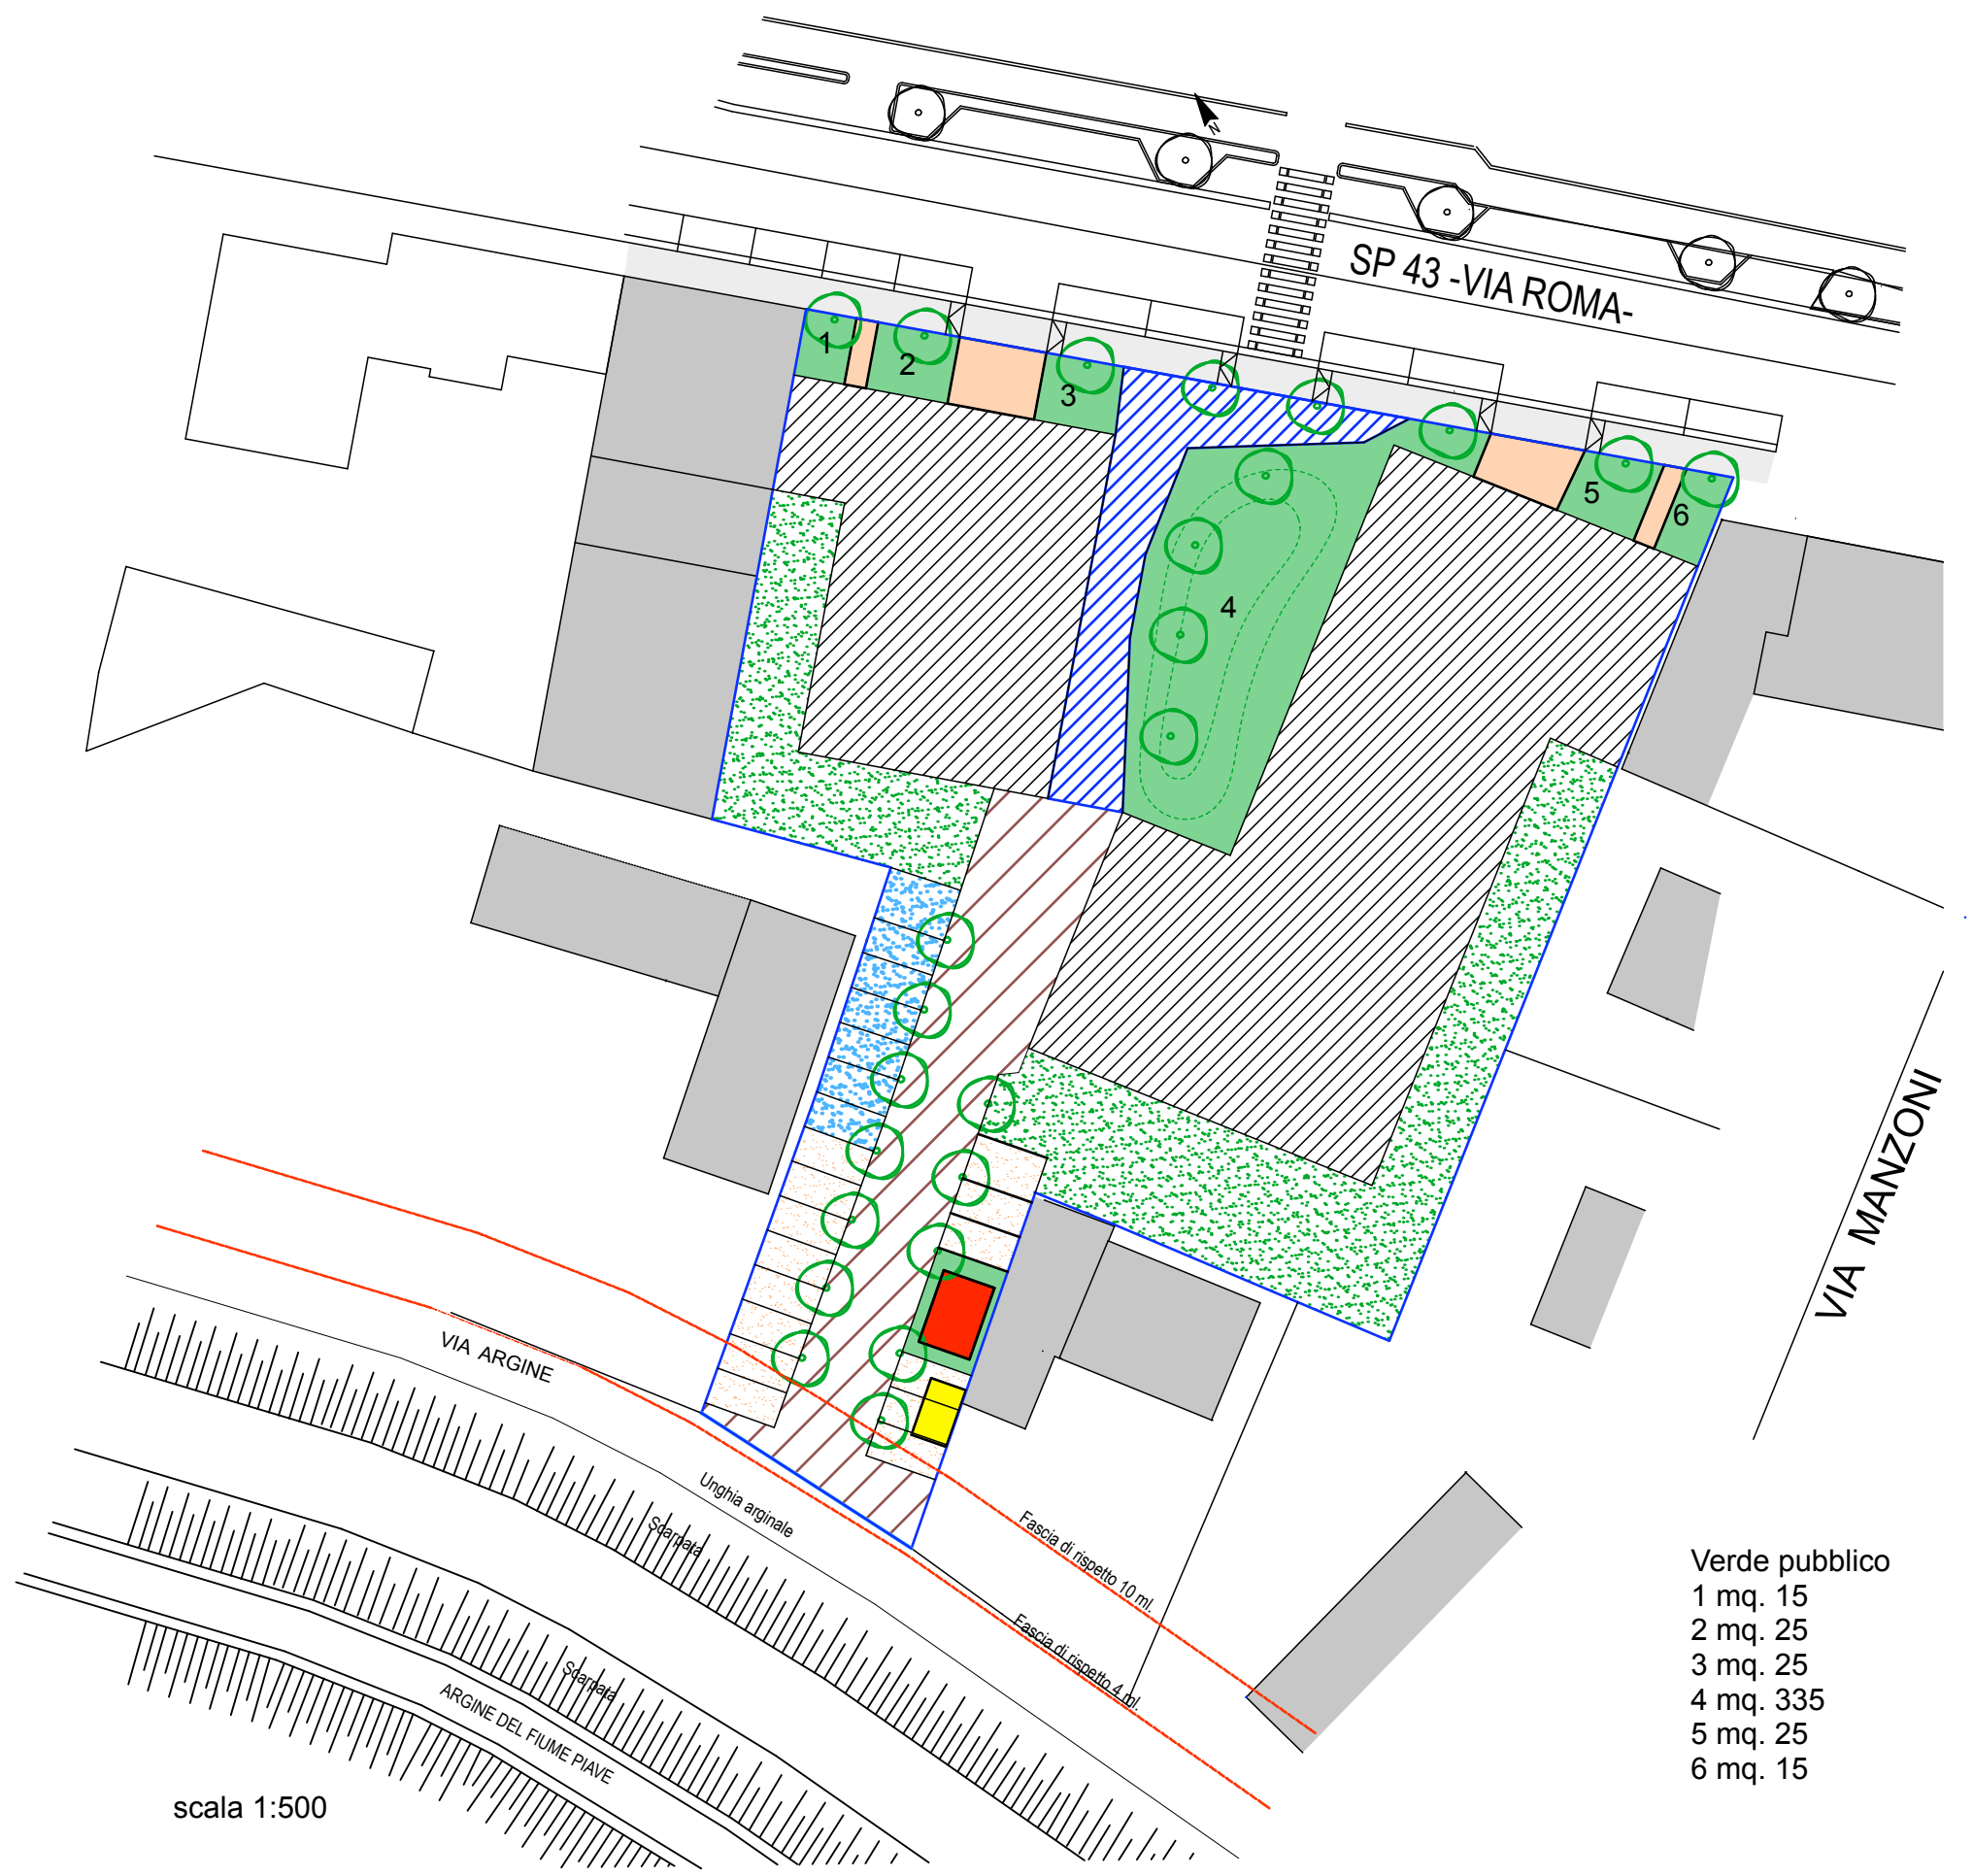 N
SP 43 -VIA ROMA-
1
2
3
4
5
6
VIA MANZONI
VIA ARGINE
Unghia arginale
Scarpata
Fascia di rispetto 10 ml.
Fascia di rispetto 4 ml.
Scarpata
ARGINE DEL FIUME PIAVE
scala 1:500
Verde pubblico
1 mq. 15
2 mq. 25
3 mq. 25
4 mq. 335
5 mq. 25
6 mq. 15